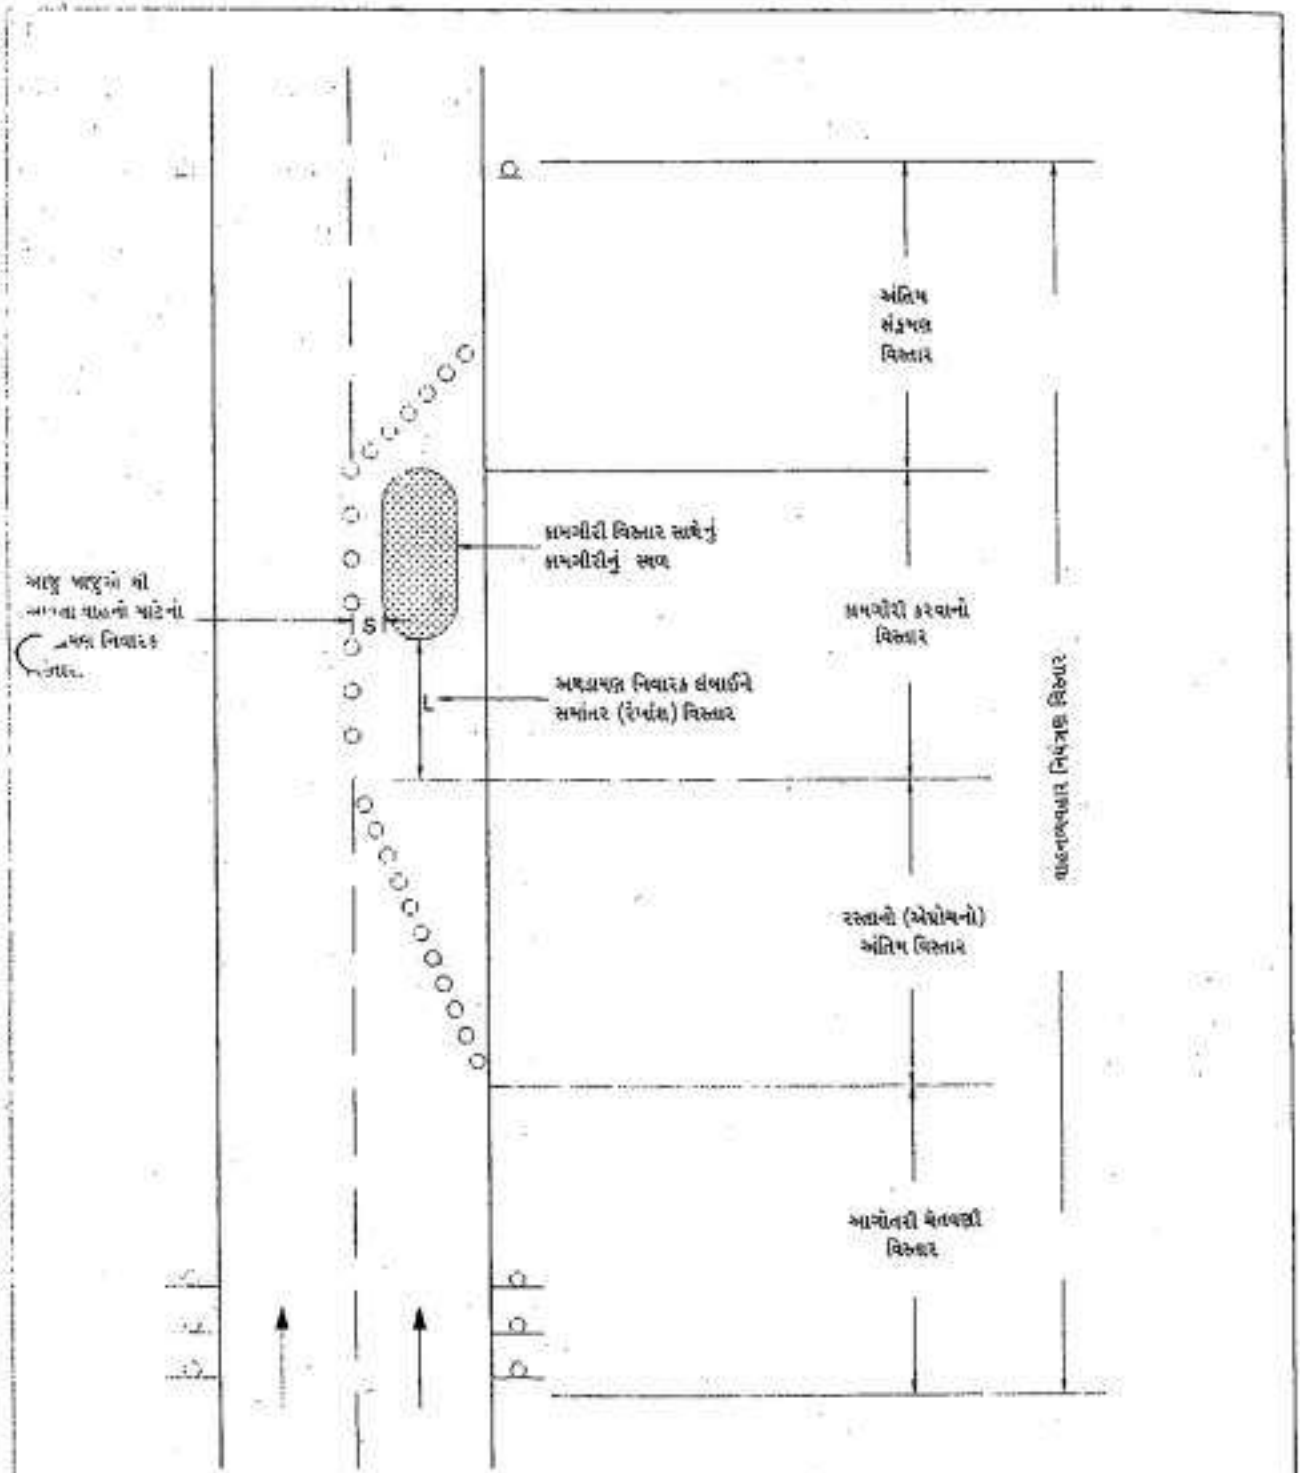 અંતિમ
સંક્રમણ
વિસ્તાર
કામગીરી વિસ્તાર સાથેનું
કામગીરીનું સ્થળ
આજુ બાજુઓ થી
વાહનો માટેનો
નિવારક
S
કામગીરી કરવાનો
વિસ્તાર
અથડામણ નિવારક લંબાઈને
સમાંતર (રેખાંશ) વિસ્તાર
L
વાહનવ્યવહાર નિયંત્રણ વિસ્તાર
રસ્તાનો (એપ્રોચનો)
અંતિમ વિસ્તાર
આગોતરી ચેતવણી
વિસ્તાર